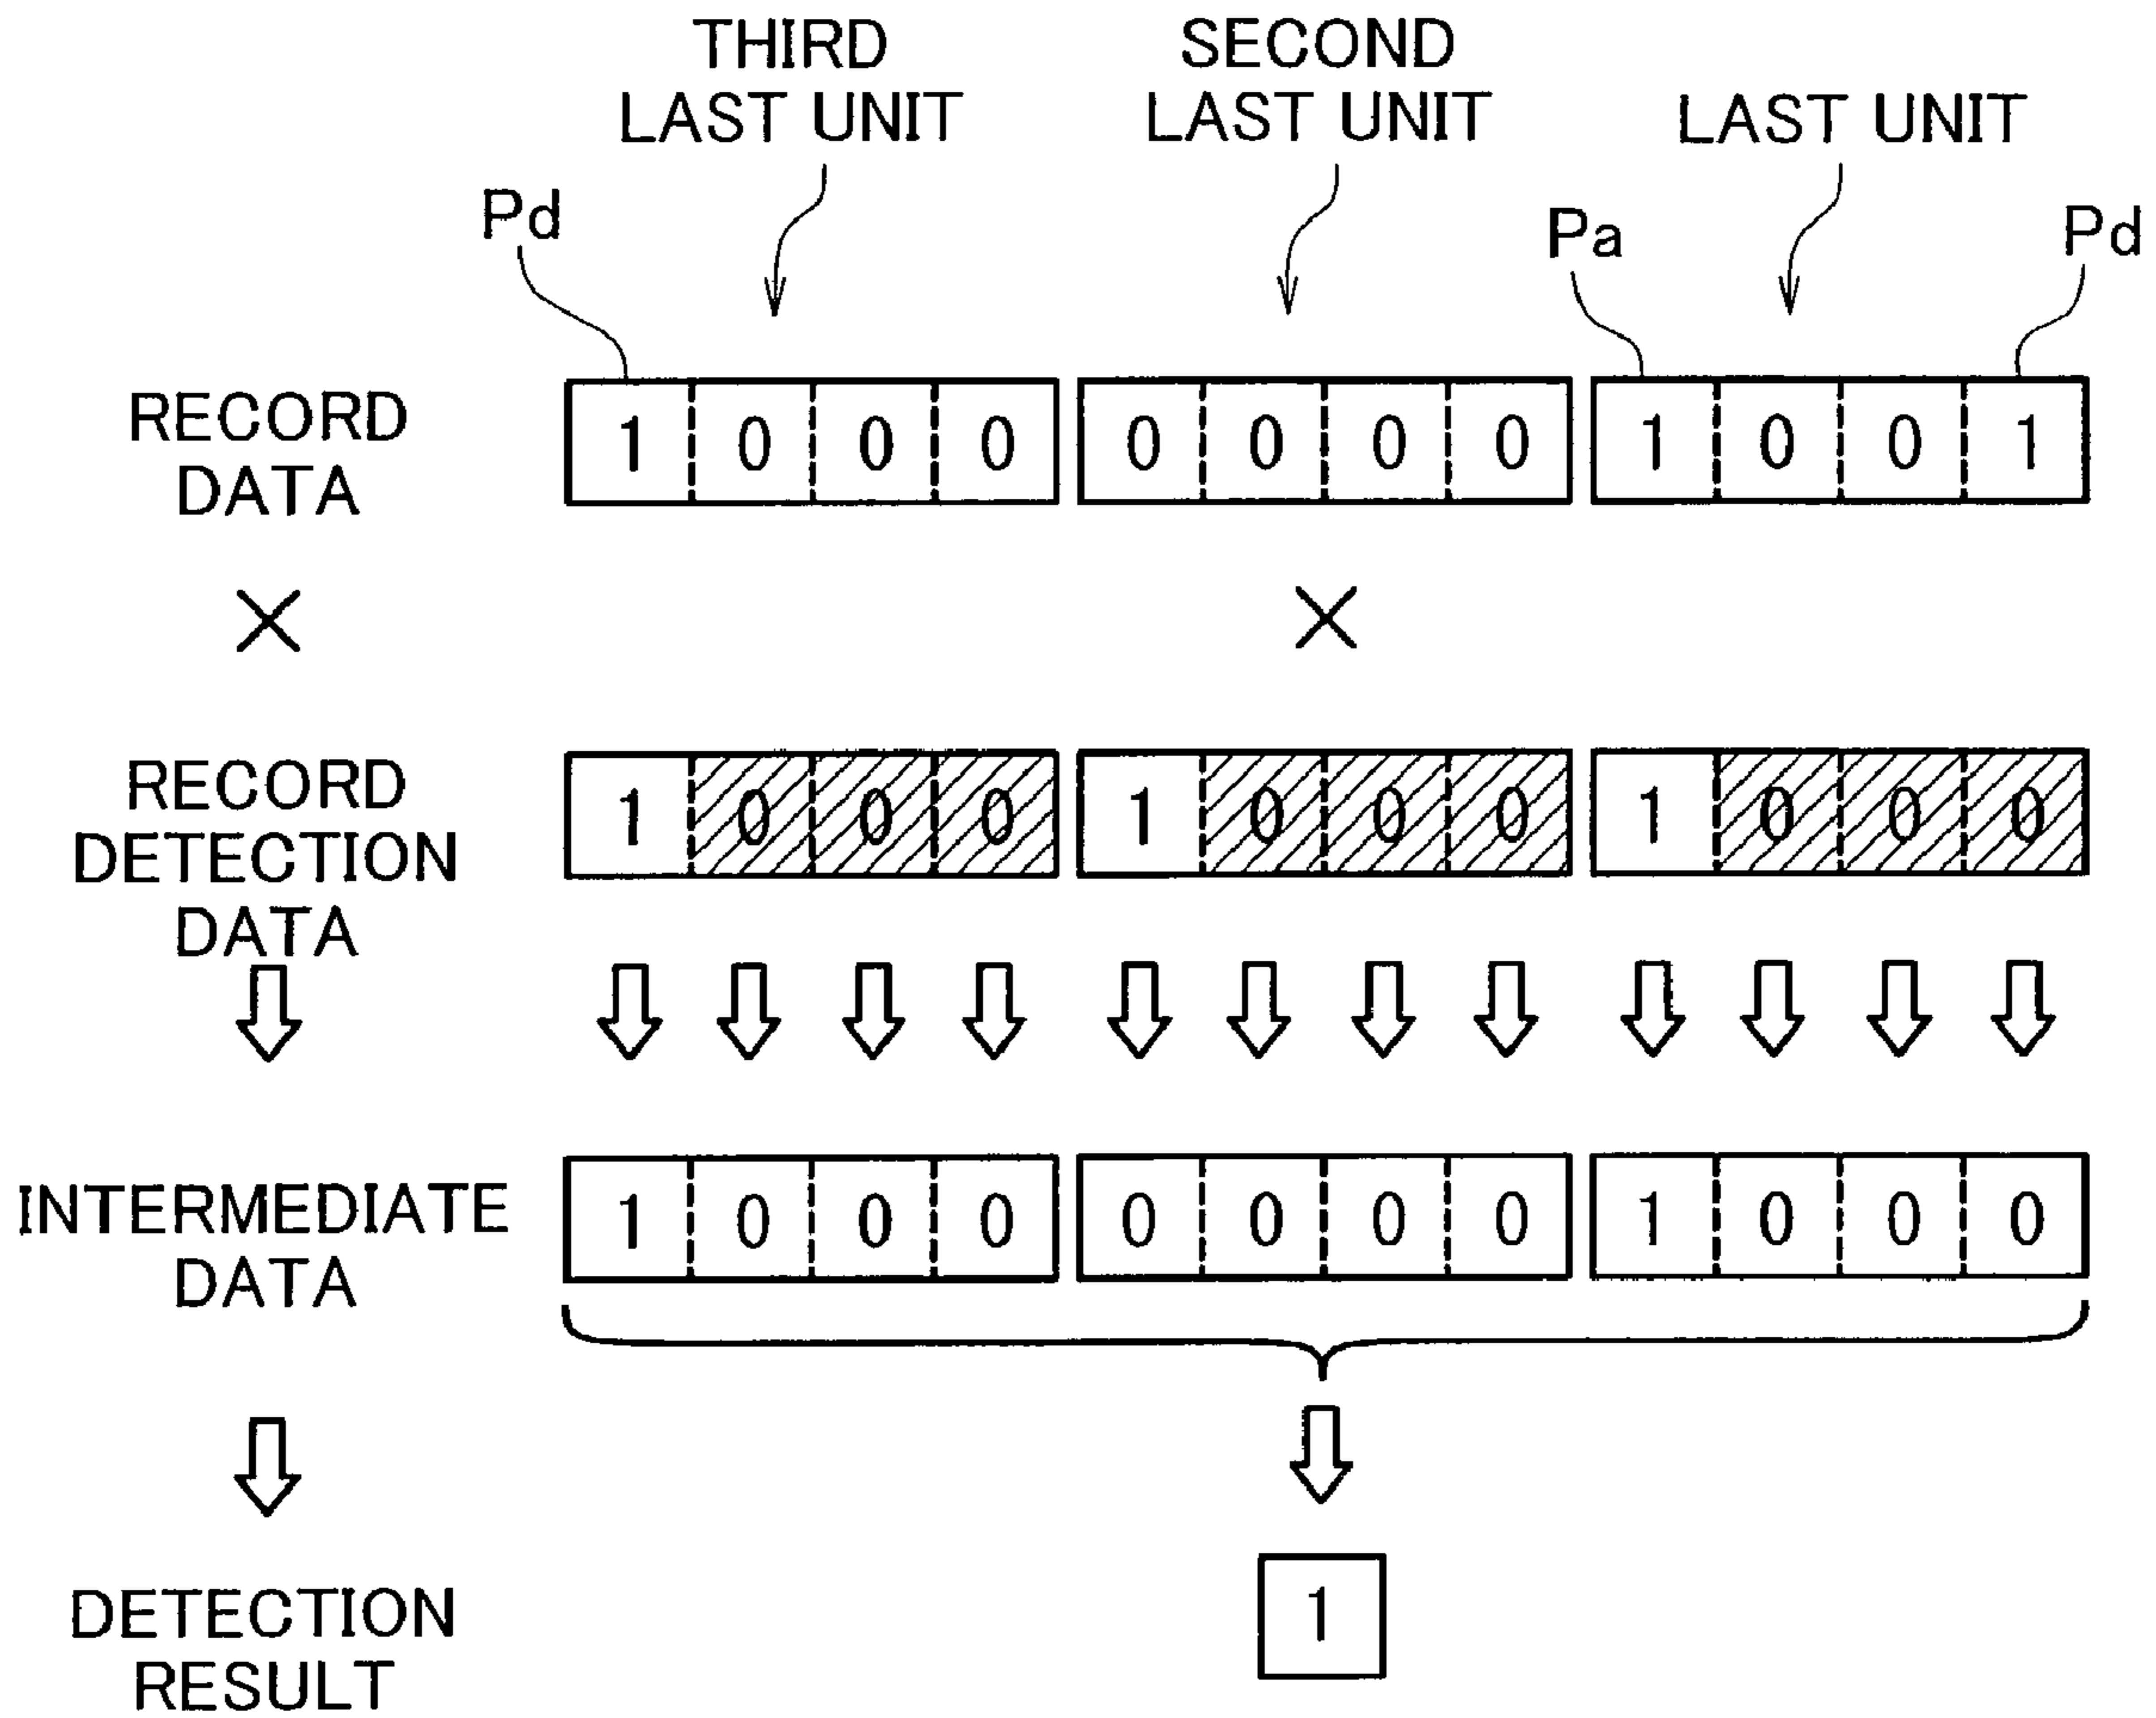 THIRD
LAST UNIT
SECOND
LAST UNIT
LAST UNIT
Pd
Pa
Pd
RECORD
DATA
1 0 0 0 0 0 0 0 1 0 0 1
× ×
RECORD
DETECTION
DATA
1 0 0 0 1 0 0 0 1 0 0 0
INTERMEDIATE
DATA
1 0 0 0 0 0 0 0 1 0 0 0
DETECTION
RESULT
1